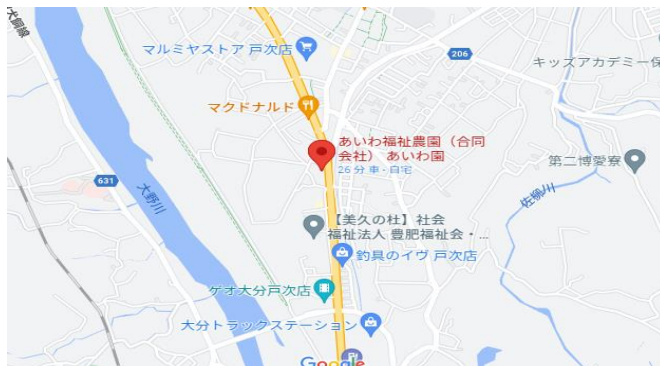 犬飼線
マルミヤストア 戸次店
206
キッズアカデミー保
マクドナルド
あいわ福祉農園（合同
会社） あいわ園
26 分 車・自宅
第二博愛寮
631
大野川
佐柳川
【美久の杜】社会
福祉法人 豊肥福祉会・...
釣具のイヴ 戸次店
ゲオ大分戸次店
大分トラックステーション
Google